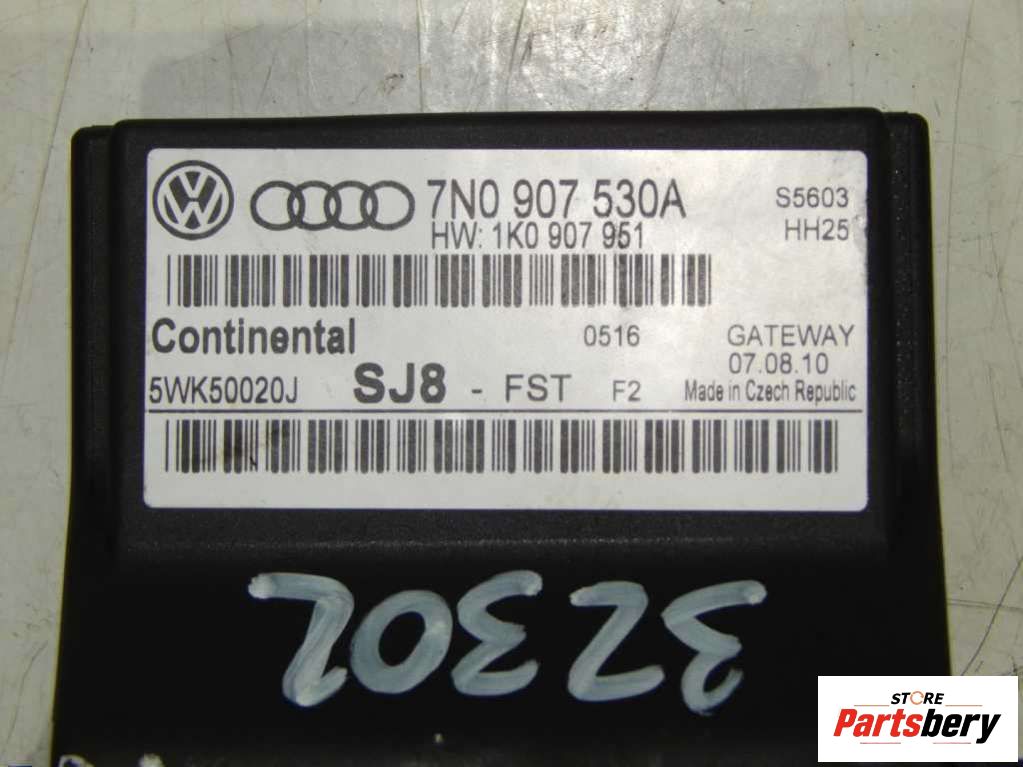 7N0 907 530A
HW: 1K0 907 951
S5603
HH25
Continental
0516
GATEWAY
07.08.10
5WK50020J SJ8 - FST F2 Made in Czech Republic
32302
STORE
Partsbery